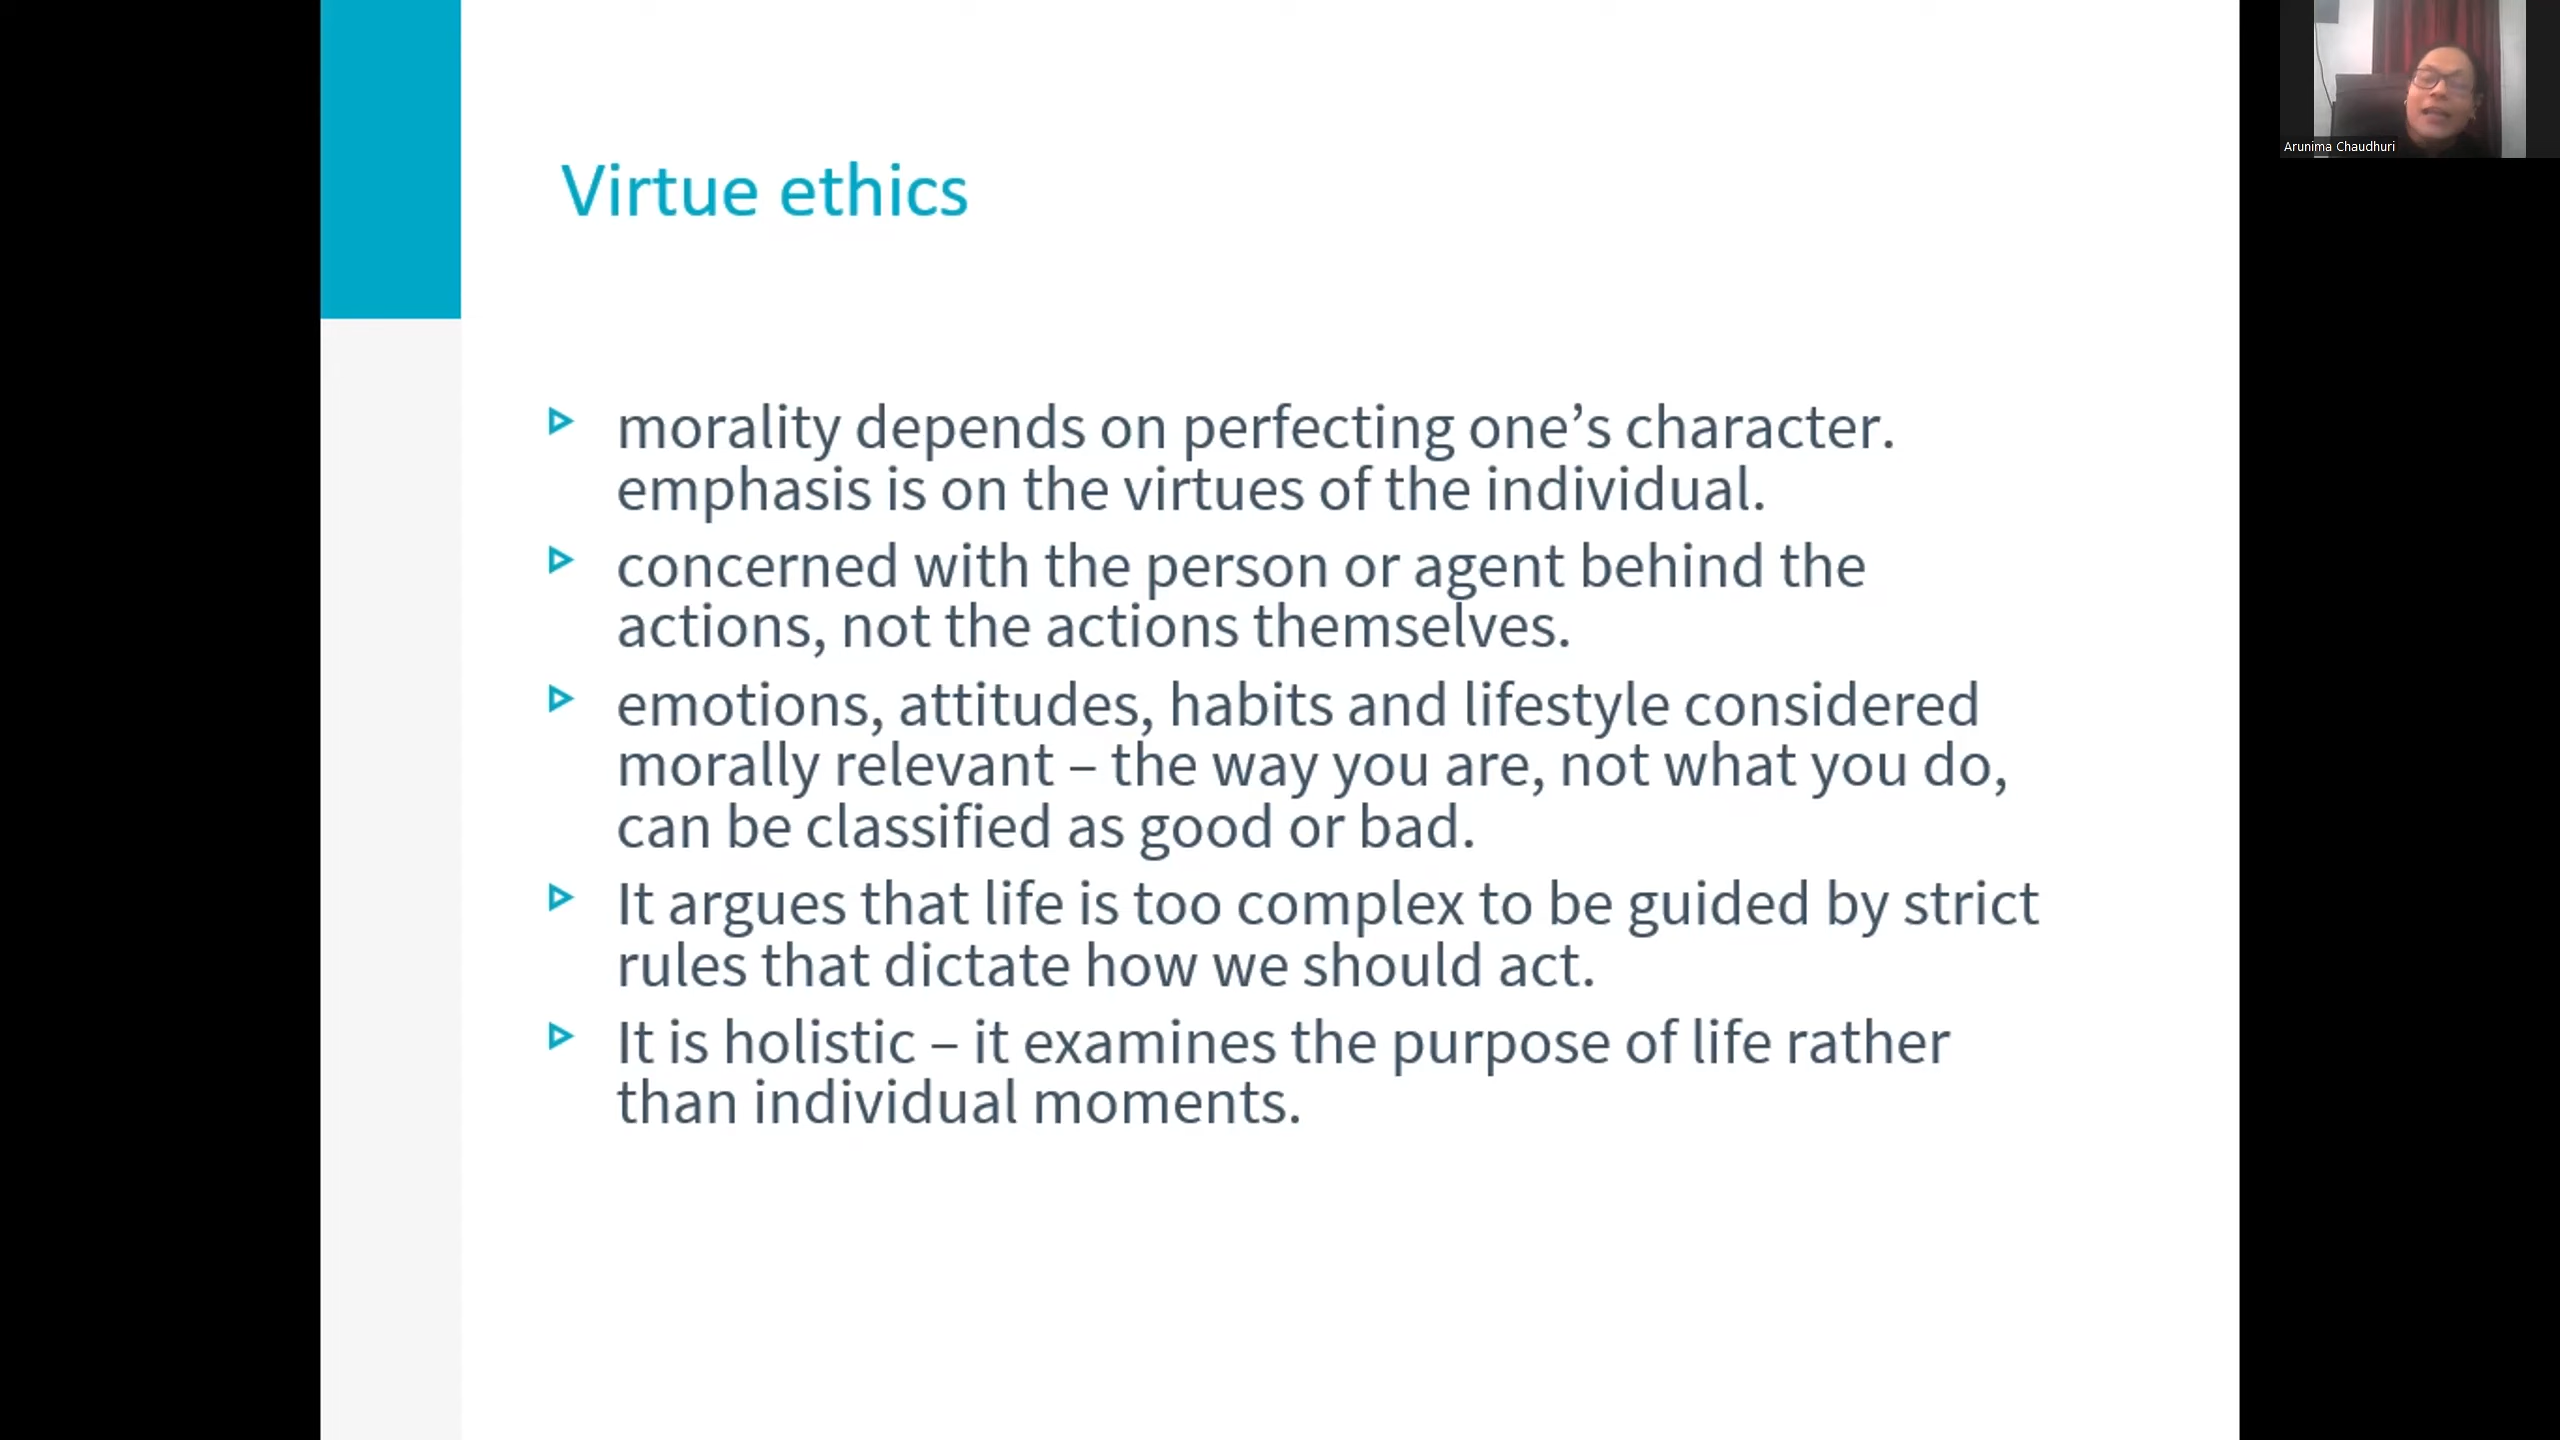 Virtue ethics
morality depends on perfecting one’s character.
emphasis is on the virtues of the individual.
concerned with the person or agent behind the
actions, not the actions themselves.
emotions, attitudes, habits and lifestyle considered
morally relevant – the way you are, not what you do,
can be classified as good or bad.
It argues that life is too complex to be guided by strict
rules that dictate how we should act.
It is holistic – it examines the purpose of life rather
than individual moments.
Arunima Chaudhuri